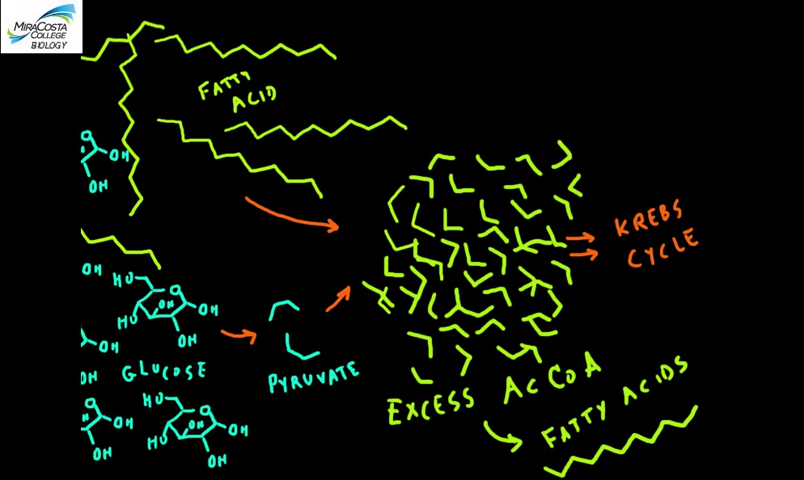 MIRACOSTA
COLLEGE
BIOLOGY
FATTY
ACID
OH
OH
KREBS
CYCLE
OH
HO
O
OH
OH
HO
OH
OH
OH
GLUCOSE
PYRUVATE
EXCESS AcCoA
FATTY ACIDS
HO
O
OH
OH
OH
HO
OH
OH